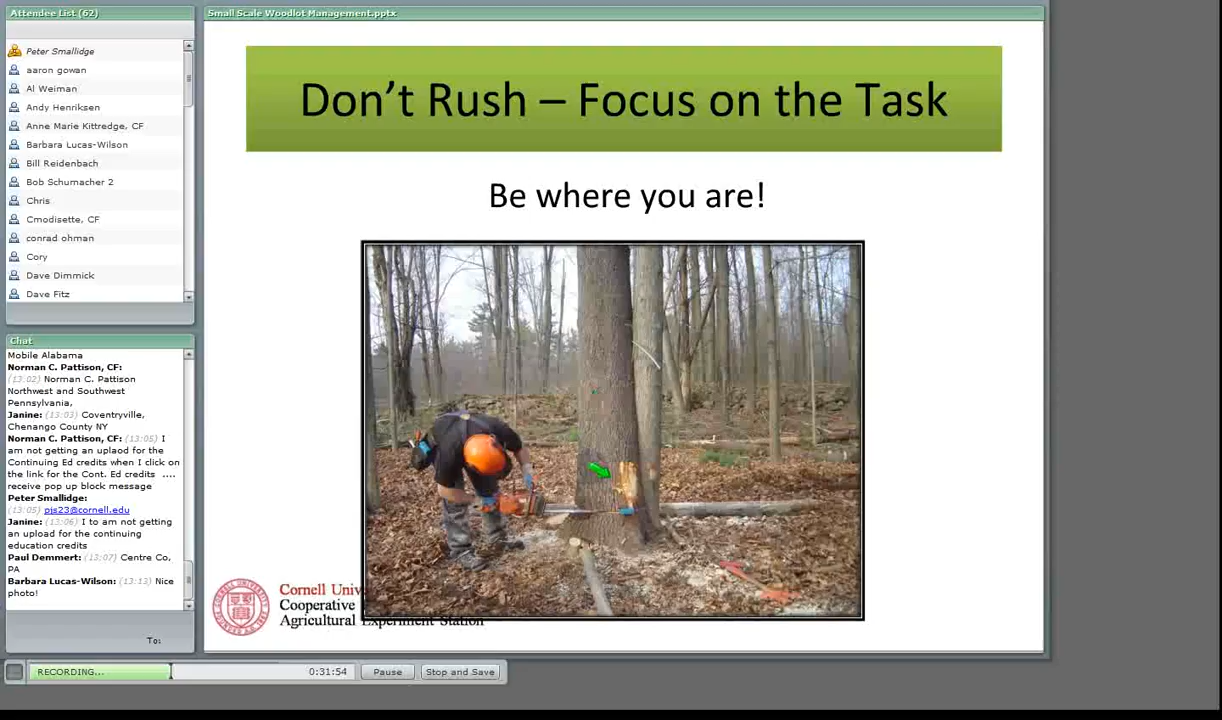 Attendee List (62)
Peter Smallidge
aaron gowan
Al Weiman
Andy Henriksen
Anne Marie Kittredge, CF
Barbara Lucas-Wilson
Bill Reidenbach
Bob Schumacher 2
Chris
Cmodisette, CF
conrad ohman
Cory
Dave Dimmick
Dave Fitz
Chat
Mobile Alabama
Norman C. Pattison, CF:
(13:02) Norman C. Pattison
Northwest and Southwest
Pennsylvania,
Janine: (13:03) Coventryville,
Chenango County NY
Norman C. Pattison, CF: (13:05) I
am not getting an uplaod for the
Continuing Ed credits when I click on
the link for the Cont. Ed credits ....
receive pop up block message
Peter Smallidge:
(13:05) pjs23@cornell.edu
Janine: (13:06) I to am not getting
an upload for the continuing
education credits
Paul Demmert: (13:07) Centre Co,
PA
Barbara Lucas-Wilson: (13:13) Nice
photo!
To:
Small Scale Woodlot Management.pptx
Don't Rush – Focus on the Task
Be where you are!
Cornell Univ
Cooperative
Agricultural Experiment Station
RECORDING...
0:31:54
Pause
Stop and Save